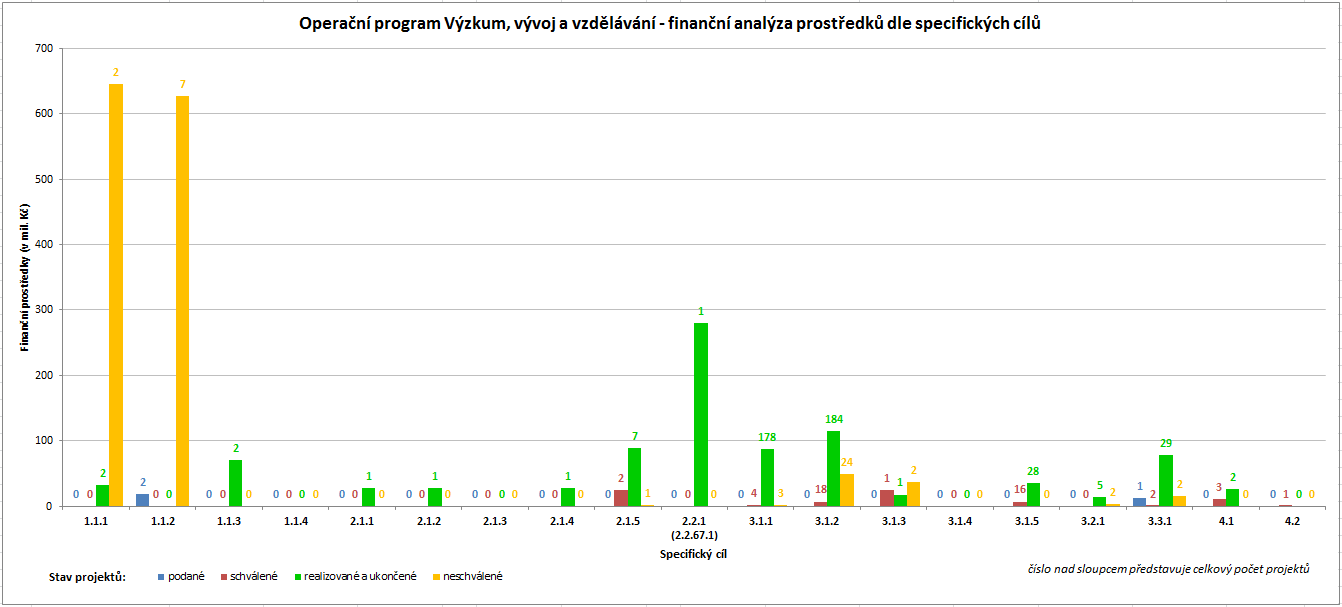 Operační program Výzkum, vývoj a vzdělávání - finanční analýza prostředků dle specifických cílů
Finanční prostředky (v mil. Kč)
700
600
500
400
300
200
100
0
0 0 2 2
2 0 0 7
0 0 2 0
0 0 0 0
0 0 1 0
0 0 1 0
0 0 0 0
0 0 1 0
0 2 7 1
0 0 1 0
0 4 178 3
0 18 184 24
0 1 1 2
0 0 0 0
0 16 28 0
0 0 5 2
1 2 29 2
0 3 2 0
0 1 0 0
1.1.1 1.1.2 1.1.3 1.1.4 2.1.1 2.1.2 2.1.3 2.1.4 2.1.5 2.2.1 3.1.1 3.1.2 3.1.3 3.1.4 3.1.5 3.2.1 3.3.1 4.1 4.2
(2.2.67.1)
Specifický cíl
Stav projektů: podané schválené realizované a ukončené neschválené
číslo nad sloupcem představuje celkový počet projektů